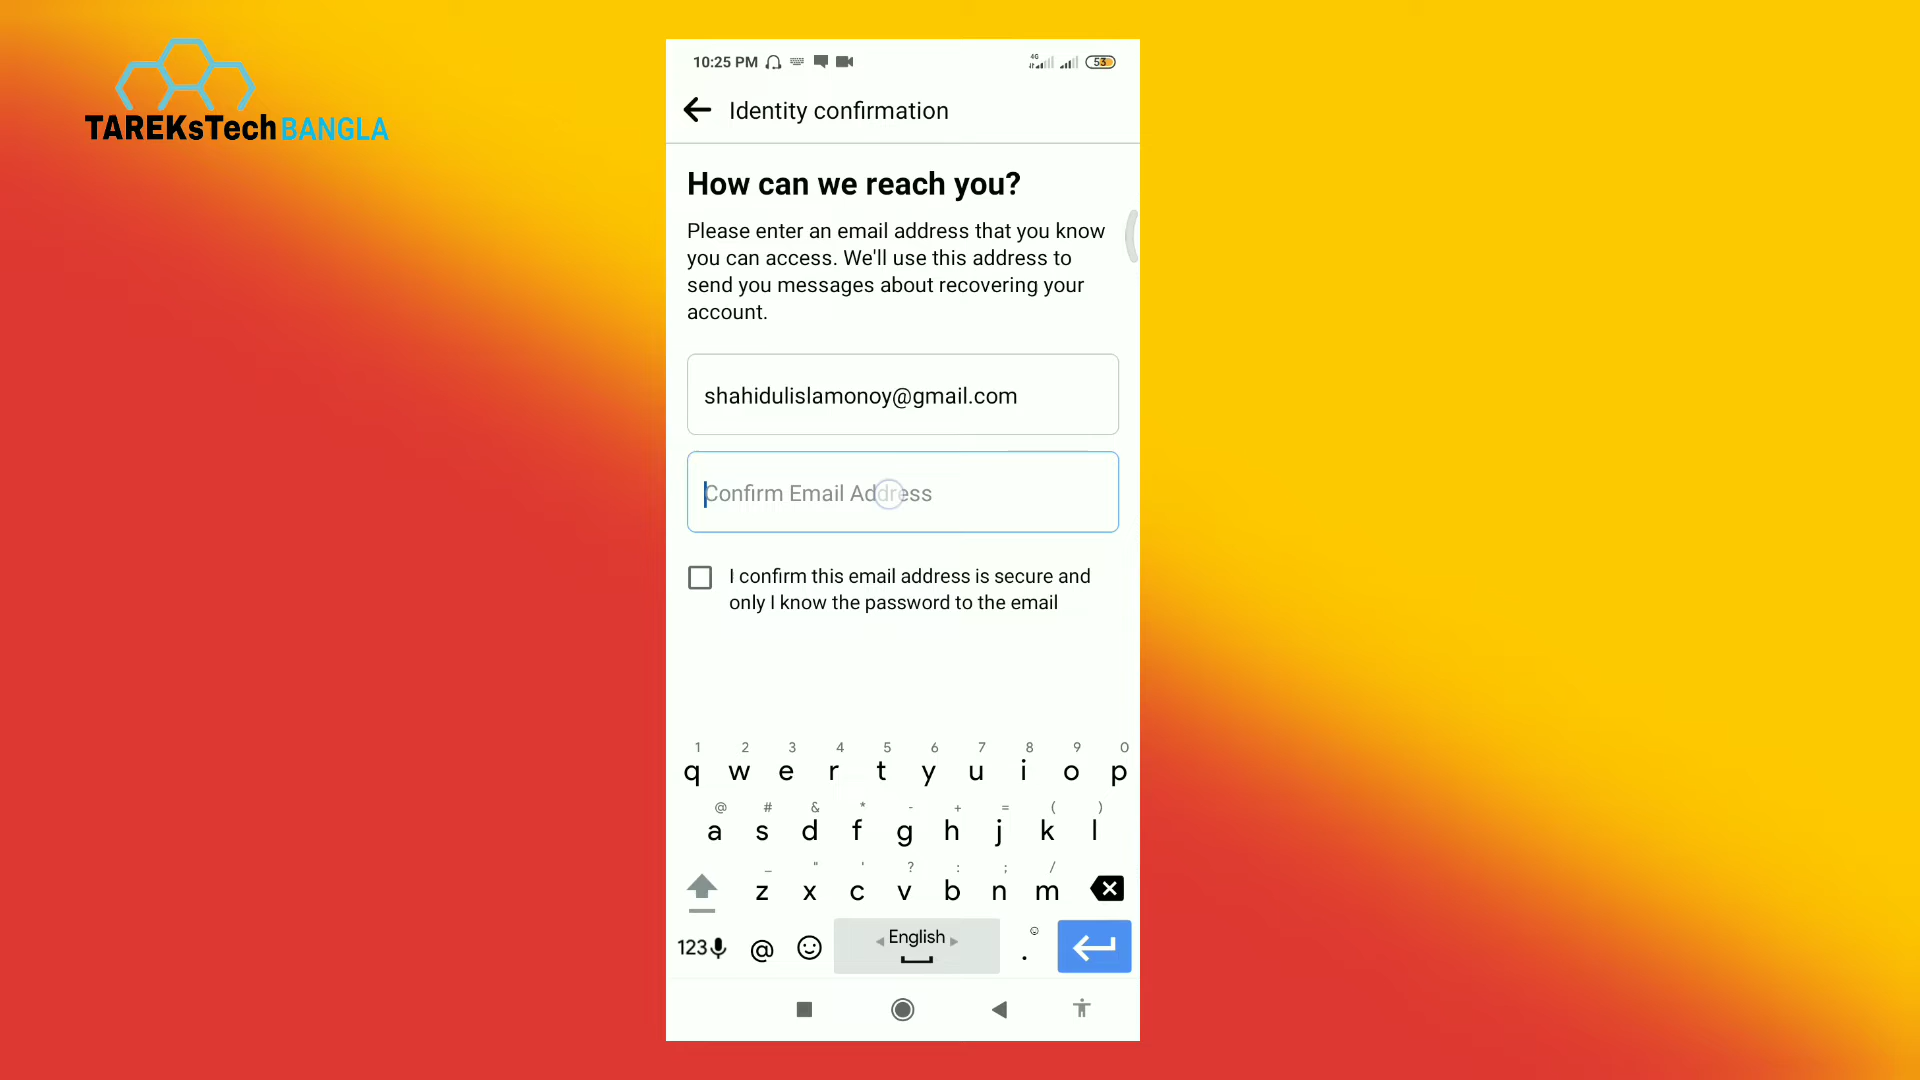 TAREKsTech BANGLA
10:25 PM 4G 53
Identity confirmation
How can we reach you?
Please enter an email address that you know
you can access. We'll use this address to
send you messages about recovering your
account.
shahidulislamonoy@gmail.com
Confirm Email Address
I confirm this email address is secure and
only I know the password to the email
1 2 3 4 5 6 7 8 9 0
q w e r t y u i o p
@ # & * - + = ( )
a s d f g h j k l
_ " ' ? : ; /
z x c v b n m
123 @ English .